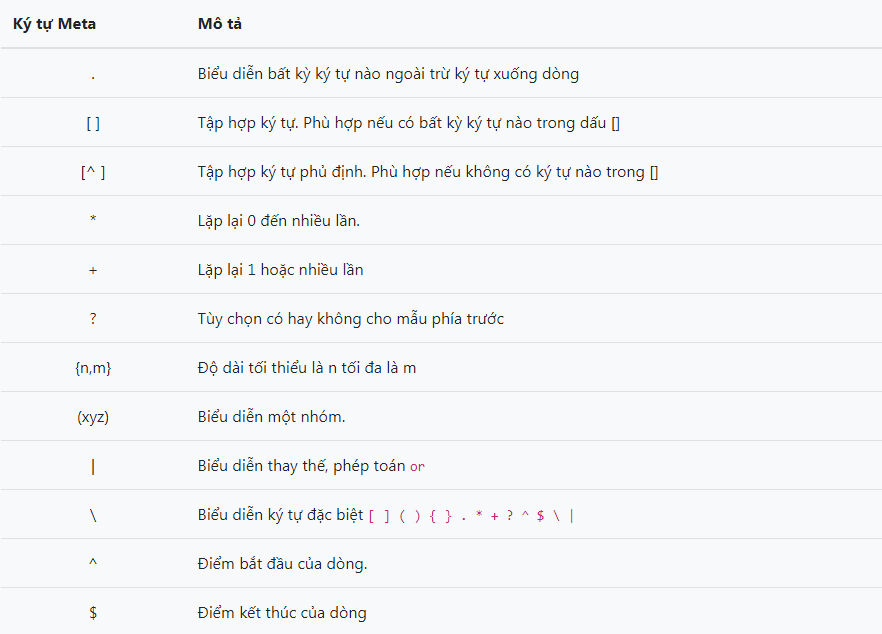 Ký tự Meta Mô tả
. Biểu diễn bất kỳ ký tự nào ngoài trừ ký tự xuống dòng
[ ] Tập hợp ký tự. Phù hợp nếu có bất kỳ ký tự nào trong dấu []
[^ ] Tập hợp ký tự phủ định. Phù hợp nếu không có ký tự nào trong []
* Lặp lại 0 đến nhiều lần.
+ Lặp lại 1 hoặc nhiều lần
? Tùy chọn có hay không cho mẫu phía trước
{n,m} Độ dài tối thiểu là n tối đa là m
(xyz) Biểu diễn một nhóm.
| Biểu diễn thay thế, phép toán or
\ Biểu diễn ký tự đặc biệt [ ] ( ) { } . * + ? ^ $ \ |
^ Điểm bắt đầu của dòng.
$ Điểm kết thúc của dòng